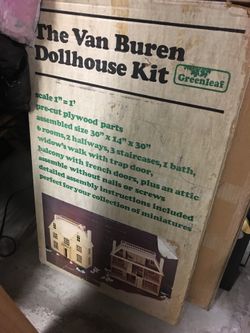 The Van Buren
Dollhouse Kit
Greenleaf
scale 1" = 1'
pre-cut plywood parts
assembled size 30" x 14" x 30"
6 rooms, 2 hallways, 3 staircases, 1 bath,
widow's walk with trap door,
balcony with french doors, plus an attic
assemble without nails or screws
detailed assembly instructions included
perfect for your collection of miniatures